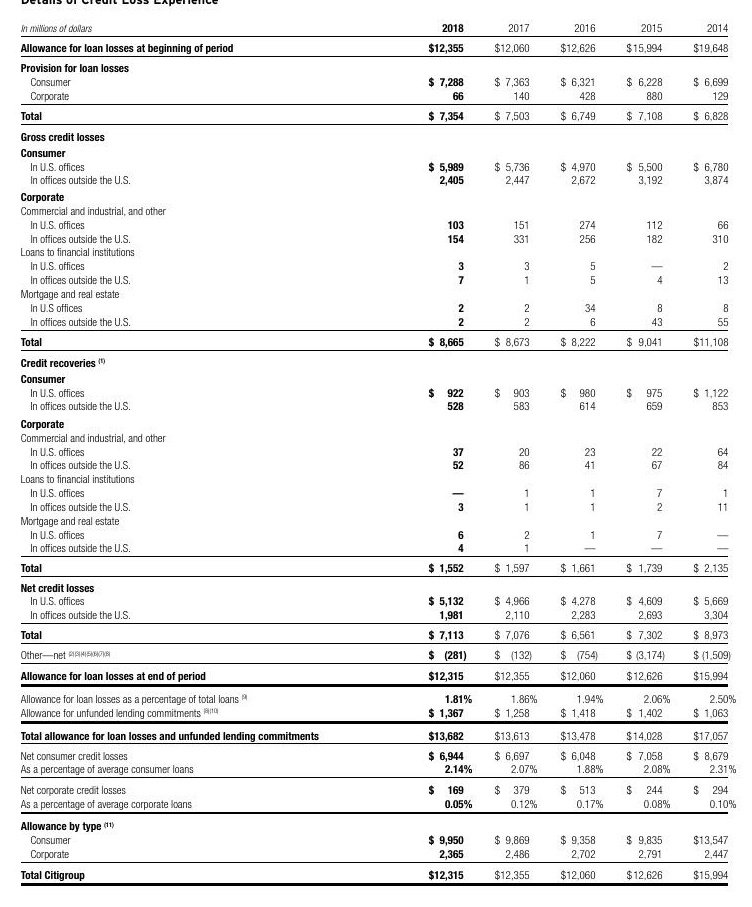 Details of Credit Loss Experience
In millions of dollars 2018 2017 2016 2015 2014
Allowance for loan losses at beginning of period $12,355 $12,060 $12,626 $15,994 $19,648
Provision for loan losses
Consumer $ 7,288 $ 7,363 $ 6,321 $ 6,228 $ 6,699
Corporate 66 140 428 880 129
Total $ 7,354 $ 7,503 $ 6,749 $ 7,108 $ 6,828
Gross credit losses
Consumer
In U.S. offices $ 5,989 $ 5,736 $ 4,970 $ 5,500 $ 6,780
In offices outside the U.S. 2,405 2,447 2,672 3,192 3,874
Corporate
Commercial and industrial, and other
In U.S. offices 103 151 274 112 66
In offices outside the U.S. 154 331 256 182 310
Loans to financial institutions
In U.S. offices 3 3 5 — 2
In offices outside the U.S. 7 1 5 4 13
Mortgage and real estate
In U.S offices 2 2 34 8 8
In offices outside the U.S. 2 2 6 43 55
Total $ 8,665 $ 8,673 $ 8,222 $ 9,041 $11,108
Credit recoveries (1)
Consumer
In U.S. offices $ 922 $ 903 $ 980 $ 975 $ 1,122
In offices outside the U.S. 528 583 614 659 853
Corporate
Commercial and industrial, and other
In U.S. offices 37 20 23 22 64
In offices outside the U.S. 52 86 41 67 84
Loans to financial institutions
In U.S. offices — 1 1 7 1
In offices outside the U.S. 3 1 1 2 11
Mortgage and real estate
In U.S. offices 6 2 1 7 —
In offices outside the U.S. 4 1 — — —
Total $ 1,552 $ 1,597 $ 1,661 $ 1,739 $ 2,135
Net credit losses
In U.S. offices $ 5,132 $ 4,966 $ 4,278 $ 4,609 $ 5,669
In offices outside the U.S. 1,981 2,110 2,283 2,693 3,304
Total $ 7,113 $ 7,076 $ 6,561 $ 7,302 $ 8,973
Other—net (2)(3)(4)(5)(6)(7)(8) $ (281) $ (132) $ (754) $ (3,174) $ (1,509)
Allowance for loan losses at end of period $12,315 $12,355 $12,060 $12,626 $15,994
Allowance for loan losses as a percentage of total loans (9) 1.81% 1.86% 1.94% 2.06% 2.50%
Allowance for unfunded lending commitments (8)(10) $ 1,367 $ 1,258 $ 1,418 $ 1,402 $ 1,063
Total allowance for loan losses and unfunded lending commitments $13,682 $13,613 $13,478 $14,028 $17,057
Net consumer credit losses $ 6,944 $ 6,697 $ 6,048 $ 7,058 $ 8,679
As a percentage of average consumer loans 2.14% 2.07% 1.88% 2.08% 2.31%
Net corporate credit losses $ 169 $ 379 $ 513 $ 244 $ 294
As a percentage of average corporate loans 0.05% 0.12% 0.17% 0.08% 0.10%
Allowance by type (11)
Consumer $ 9,950 $ 9,869 $ 9,358 $ 9,835 $13,547
Corporate 2,365 2,486 2,702 2,791 2,447
Total Citigroup $12,315 $12,355 $12,060 $12,626 $15,994